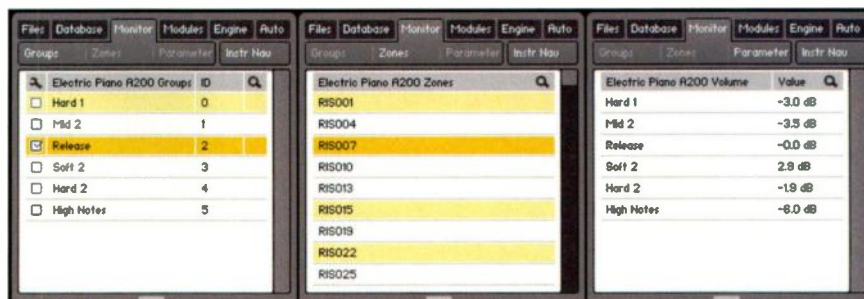 Files Database Monitor Modules Engine Auto
Groups Zones Parameter Instr Nav
Electric Piano A200 Groups ID
Hard 1 0
Mid 2 1
Release 2
Soft 2 3
Hard 2 4
High Notes 5
Files Database Monitor Modules Engine Auto
Groups Zones Parameter Instr Nav
Electric Piano A200 Zones
RIS001
RIS004
RIS007
RIS010
RIS013
RIS015
RIS019
RIS022
RIS025
Files Database Monitor Modules Engine Auto
Groups Zones Parameter Instr Nav
Electric Piano A200 Volume Value
Hard 1 -3.0 dB
Mid 2 -3.5 dB
Release -0.0 dB
Soft 2 2.9 dB
Hard 2 -1.9 dB
High Notes -6.0 dB